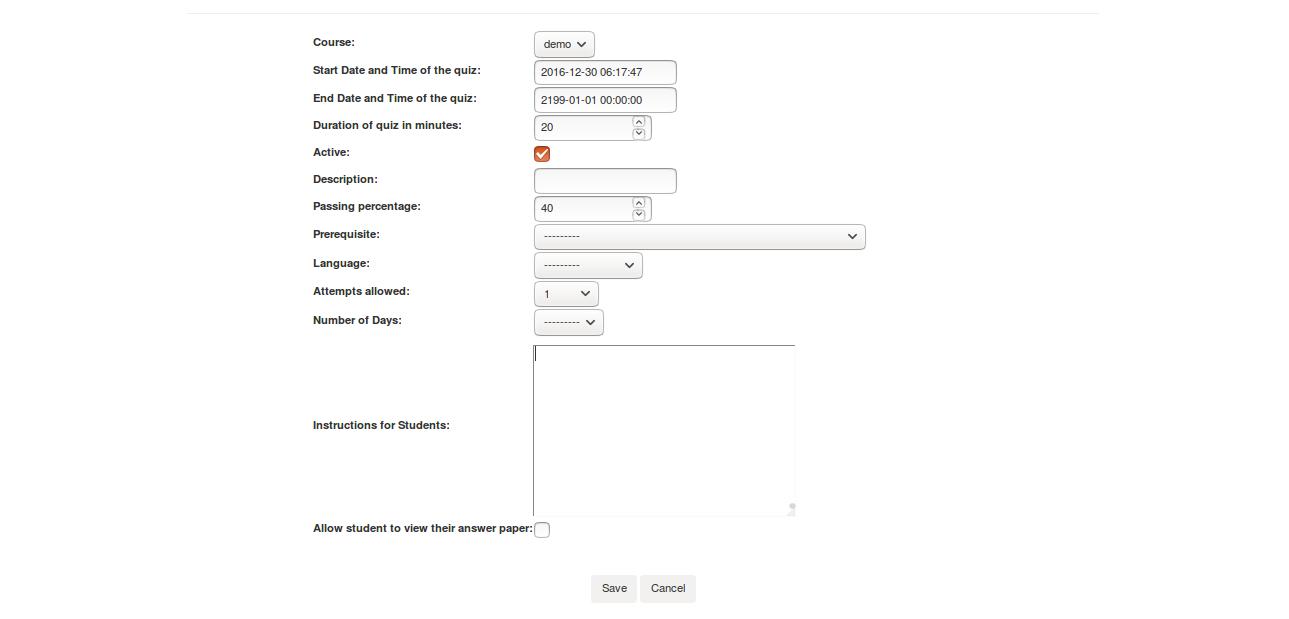 Course: demo
Start Date and Time of the quiz: 2016-12-30 06:17:47
End Date and Time of the quiz: 2199-01-01 00:00:00
Duration of quiz in minutes: 20
Active:
Description:
Passing percentage: 40
Prerequisite: ---------
Language: ---------
Attempts allowed: 1
Number of Days: ---------
Instructions for Students:
Allow student to view their answer paper:
Save Cancel